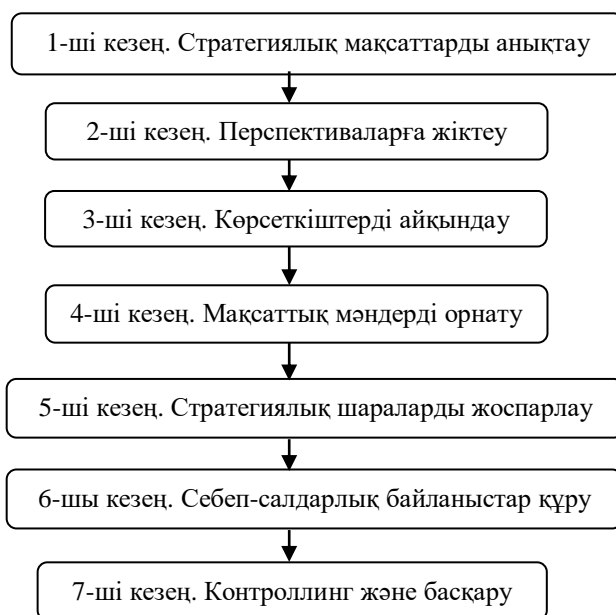 1-ші кезең. Стратегиялық мақсаттарды анықтау
2-ші кезең. Перспективаларға жіктеу
3-ші кезең. Көрсеткіштерді айқындау
4-ші кезең. Мақсаттық мәндерді орнату
5-ші кезең. Стратегиялық шараларды жоспарлау
6-шы кезең. Себеп-салдарлық байланыстар құру
7-ші кезең. Контроллинг және басқару